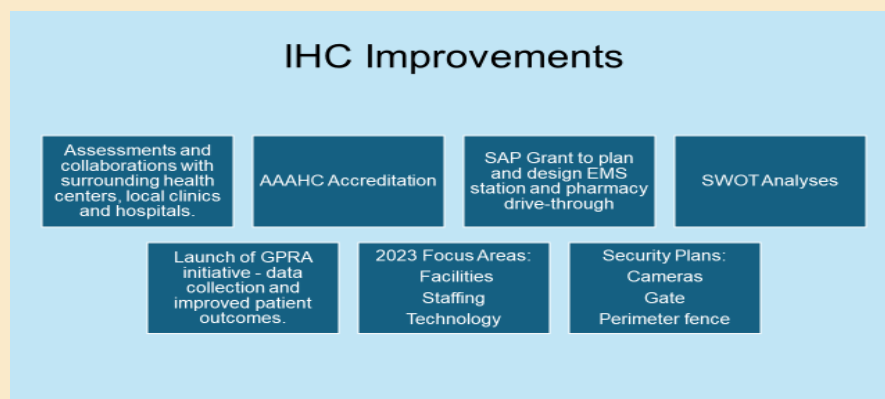 IHC Improvements
Assessments and
collaborations with
surrounding health
centers, local clinics
and hospitals.
AAAHC Accreditation
SAP Grant to plan
and design EMS
station and pharmacy
drive-through
SWOT Analyses
Launch of GPRA
initiative - data
collection and
improved patient
outcomes.
2023 Focus Areas:
Facilities
Staffing
Technology
Security Plans:
Cameras
Gate
Perimeter fence